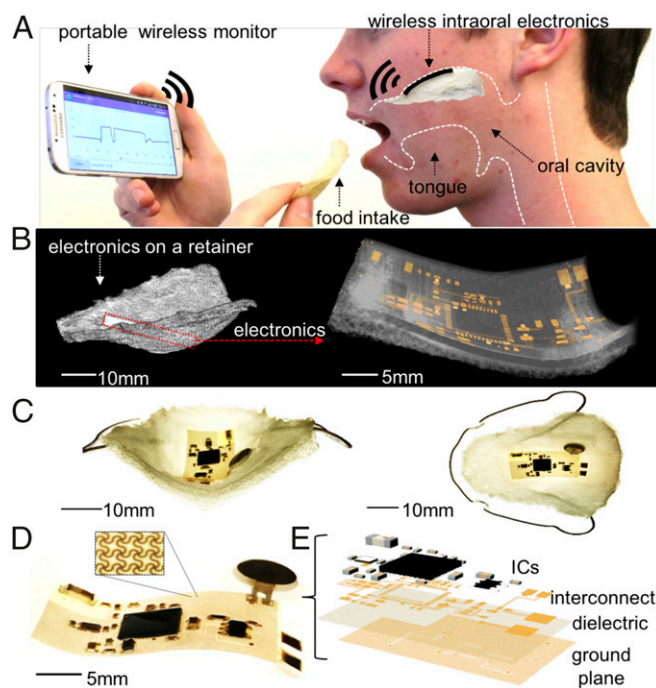 A
portable wireless monitor
wireless intraoral electronics
SAMSUNG
oral cavity
tongue
food intake
B
electronics on a retainer
electronics
10mm
5mm
C
10mm
10mm
D
E
ICs
interconnect
dielectric
ground
plane
5mm